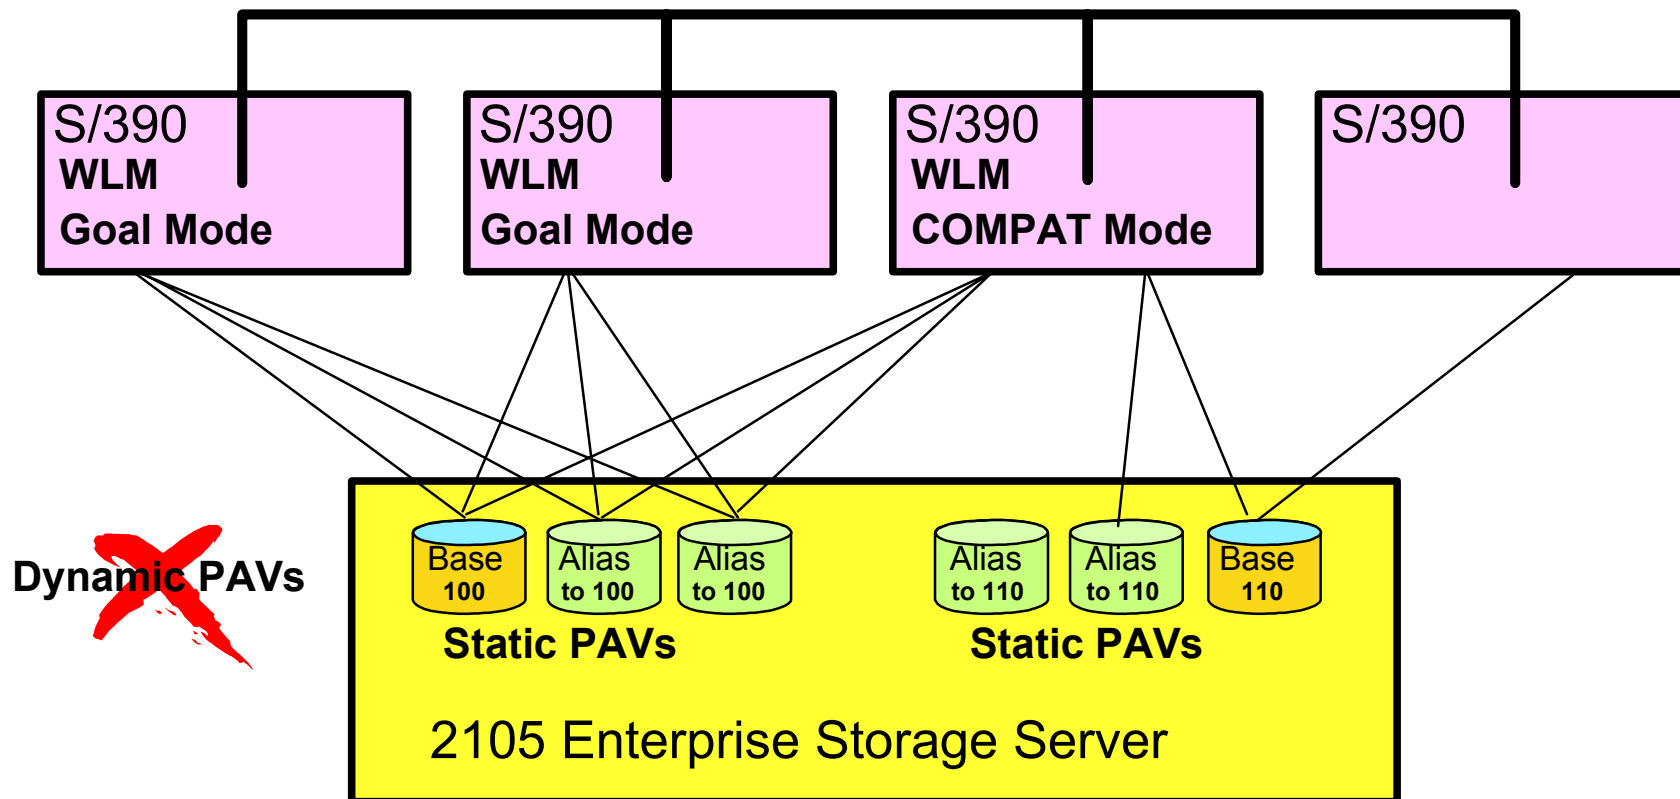 S/390
WLM
Goal Mode
S/390
WLM
Goal Mode
S/390
WLM
COMPAT Mode
S/390
Dynamic PAVs
Base
100
Alias
to 100
Alias
to 100
Static PAVs
Alias
to 110
Alias
to 110
Base
110
Static PAVs
2105 Enterprise Storage Server